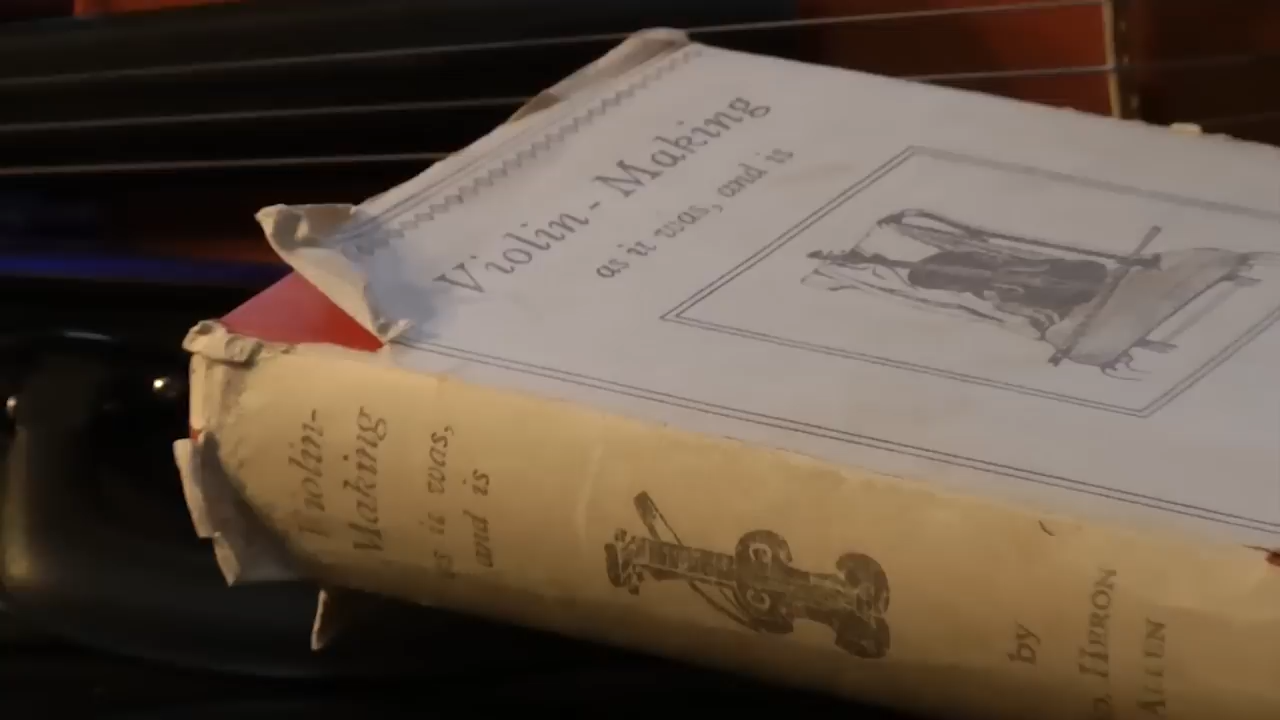 Violin - Making
as it was, and is
Violin-
Making
as it was,
and is
by
D. HERON
ALLEN